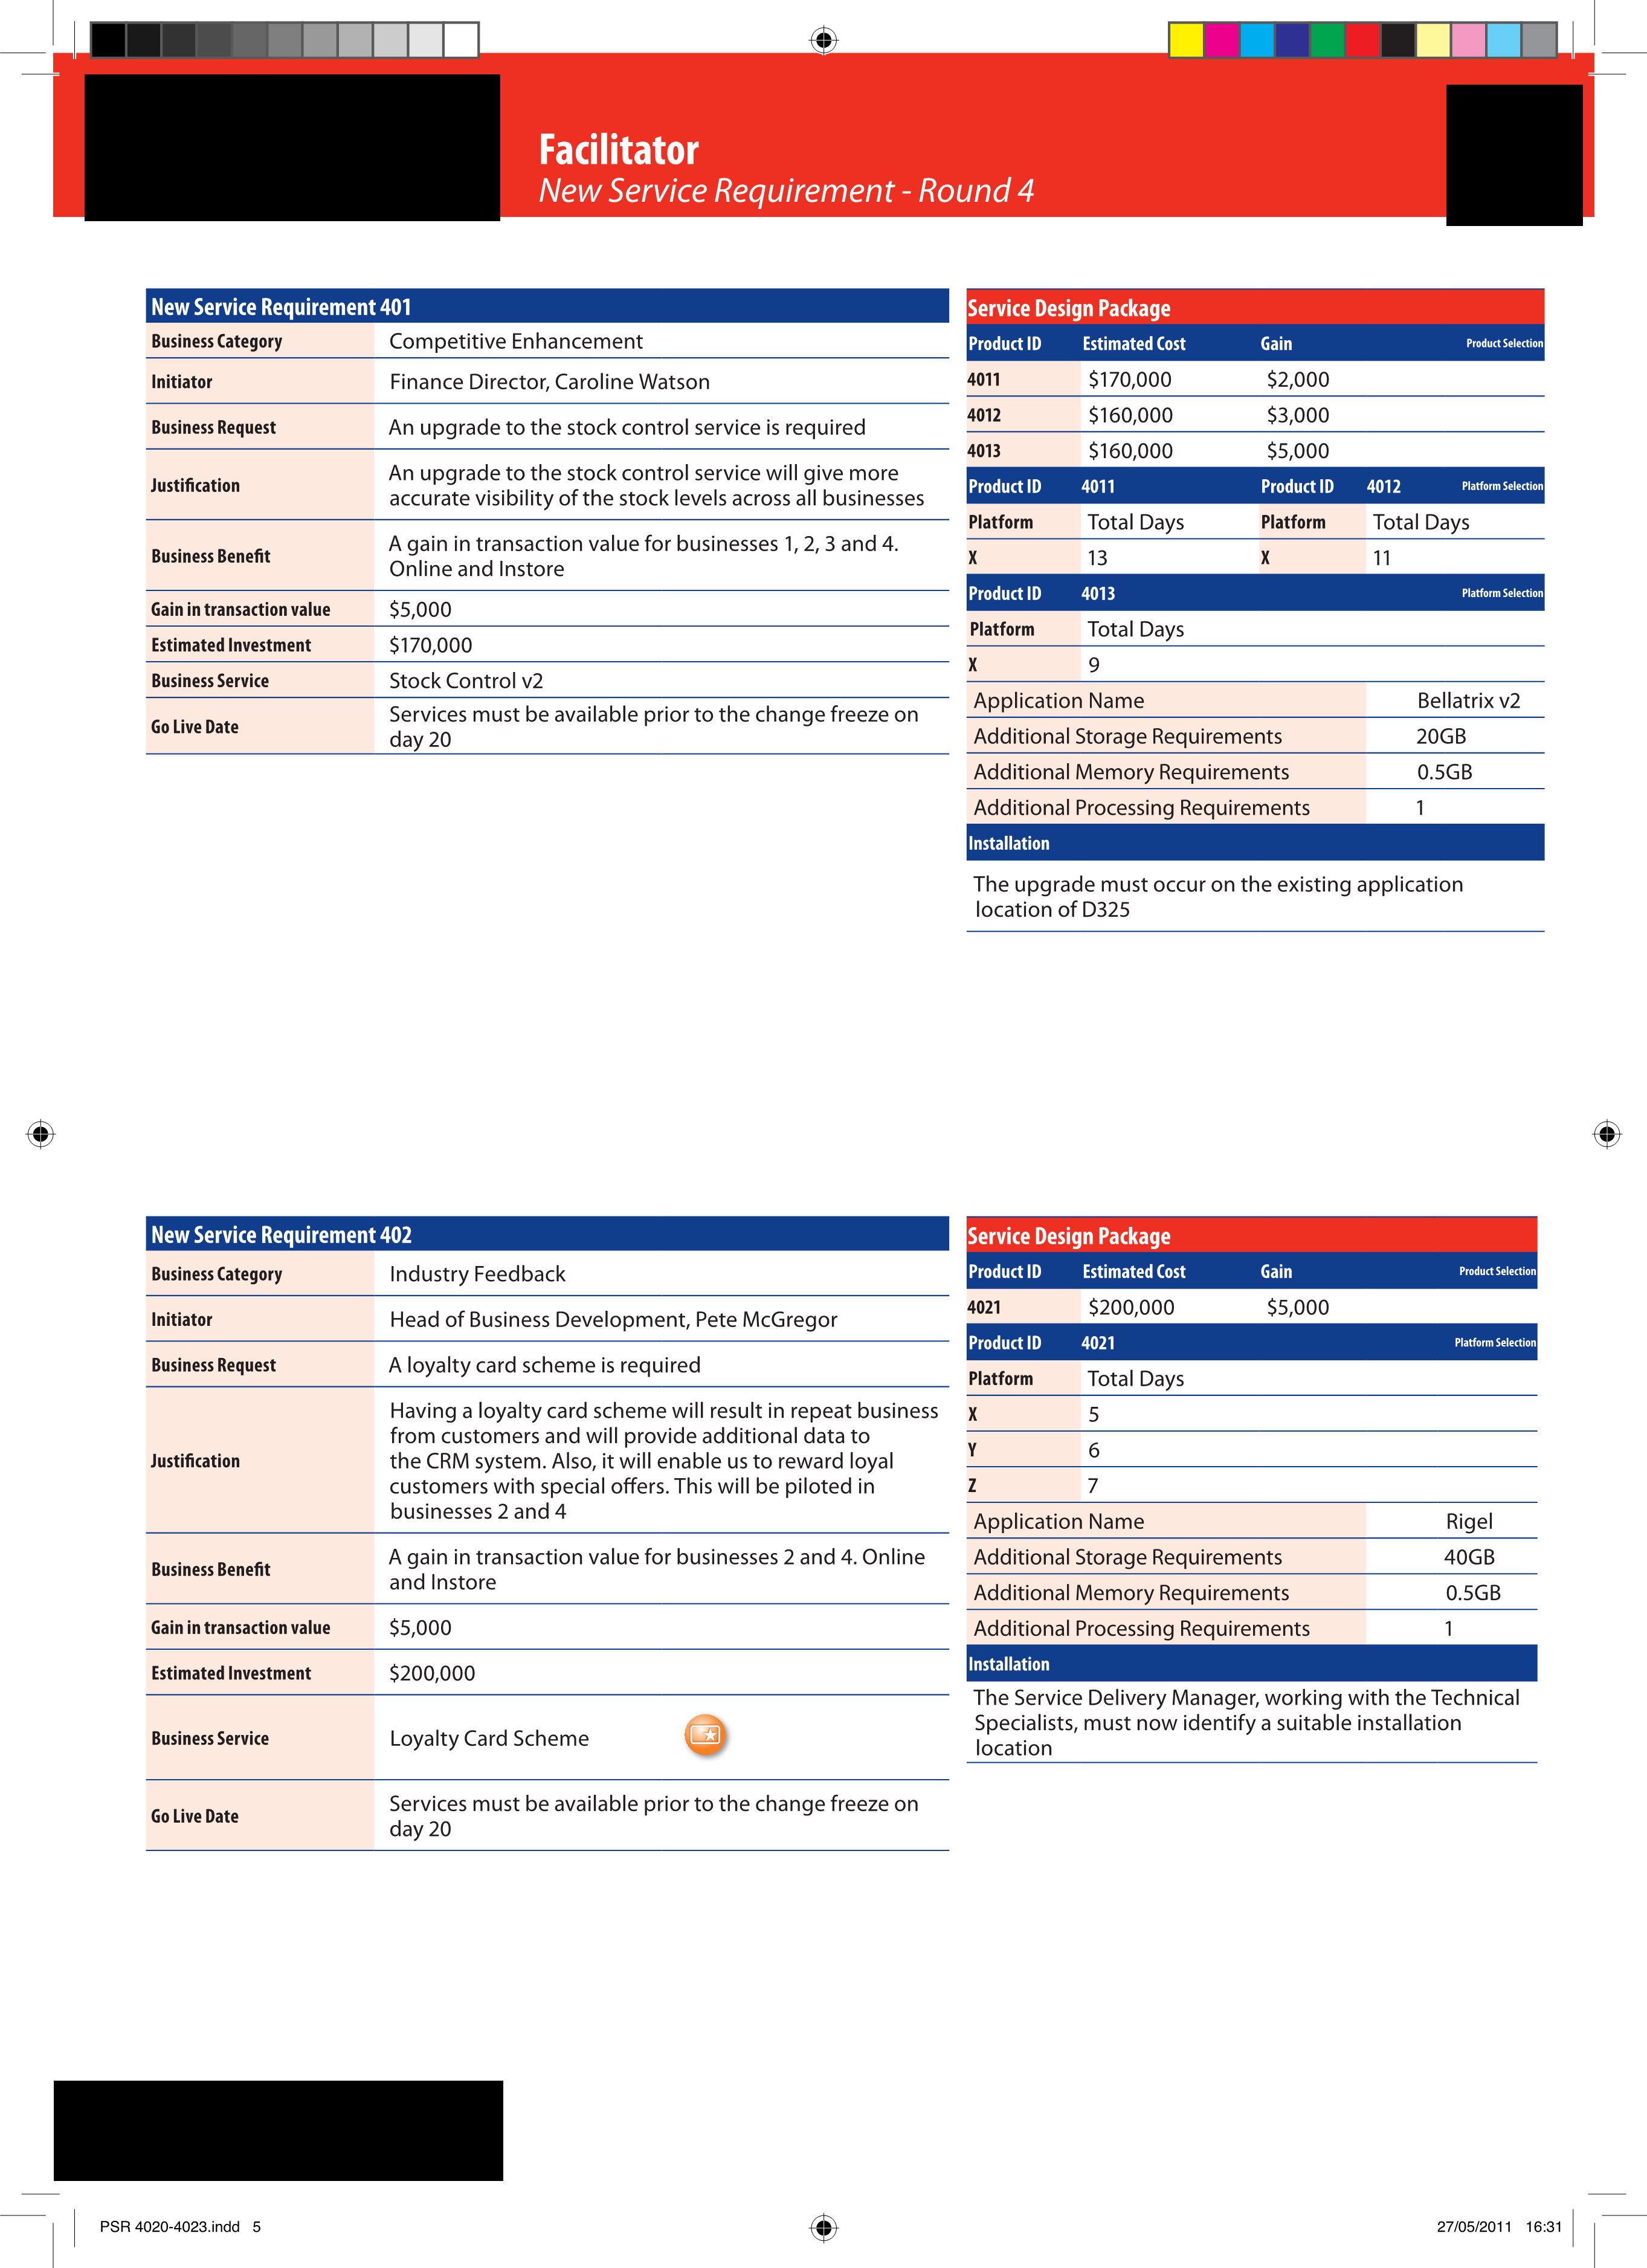 Facilitator
New Service Requirement - Round 4
New Service Requirement 401
Business Category Competitive Enhancement
Initiator Finance Director, Caroline Watson
Business Request An upgrade to the stock control service is required
Justification An upgrade to the stock control service will give more
accurate visibility of the stock levels across all businesses
Business Benefit A gain in transaction value for businesses 1, 2, 3 and 4.
Online and Instore
Gain in transaction value $5,000
Estimated Investment $170,000
Business Service Stock Control v2
Go Live Date Services must be available prior to the change freeze on
day 20
Service Design Package
Product ID Estimated Cost Gain Product Selection
4011 $170,000 $2,000
4012 $160,000 $3,000
4013 $160,000 $5,000
Product ID 4011 Product ID 4012 Platform Selection
Platform Total Days Platform Total Days
X 13 X 11
Product ID 4013 Platform Selection
Platform Total Days
X 9
Application Name Bellatrix v2
Additional Storage Requirements 20GB
Additional Memory Requirements 0.5GB
Additional Processing Requirements 1
Installation
The upgrade must occur on the existing application
location of D325
New Service Requirement 402
Business Category Industry Feedback
Initiator Head of Business Development, Pete McGregor
Business Request A loyalty card scheme is required
Justification Having a loyalty card scheme will result in repeat business
from customers and will provide additional data to
the CRM system. Also, it will enable us to reward loyal
customers with special offers. This will be piloted in
businesses 2 and 4
Business Benefit A gain in transaction value for businesses 2 and 4. Online
and Instore
Gain in transaction value $5,000
Estimated Investment $200,000
Business Service Loyalty Card Scheme
Go Live Date Services must be available prior to the change freeze on
day 20
Service Design Package
Product ID Estimated Cost Gain Product Selection
4021 $200,000 $5,000
Product ID 4021 Platform Selection
Platform Total Days
X 5
Y 6
Z 7
Application Name Rigel
Additional Storage Requirements 40GB
Additional Memory Requirements 0.5GB
Additional Processing Requirements 1
Installation
The Service Delivery Manager, working with the Technical
Specialists, must now identify a suitable installation
location
PSR 4020-4023.indd 5 27/05/2011 16:31